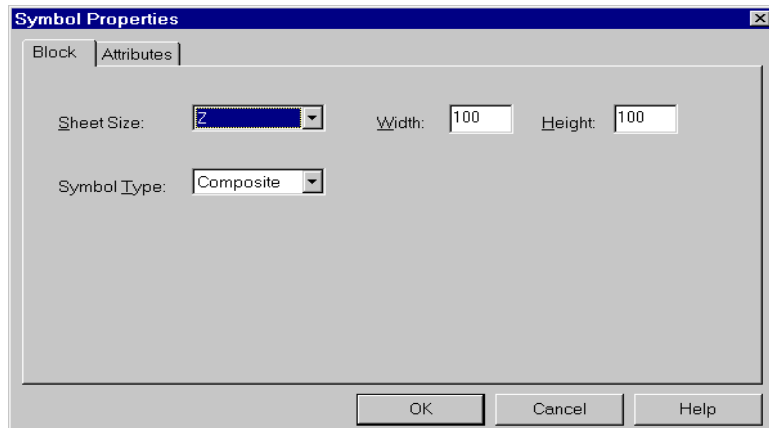 Symbol Properties
Block Attributes
Sheet Size: Z Width: 100 Height: 100
Symbol Type: Composite
OK Cancel Help